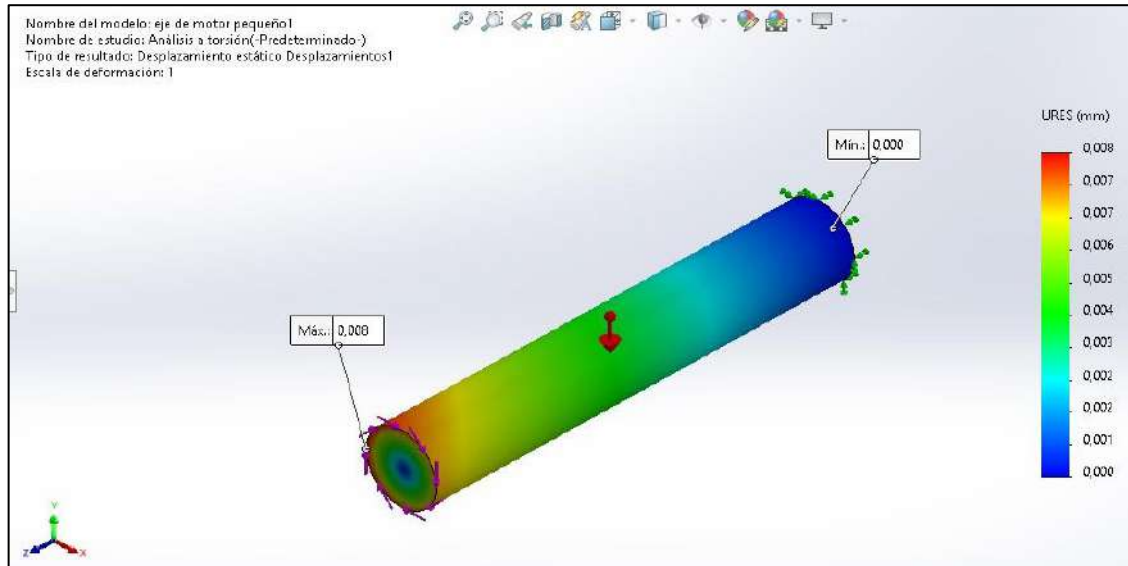 Nombre del modelo: eje de motor pequeño1
Nombre de estudio: Análisis a torsión(-Predeterminado-)
Tipo de resultado: Desplazamiento estático Desplazamientos1
Escala de deformación: 1
URES (mm)
Mín.: 0,000
0,008
0,007
0,007
0,006
0,005
0,004
0,003
0,003
0,002
0,002
0,001
0,000
Máx.: 0,008
Y
Z
X